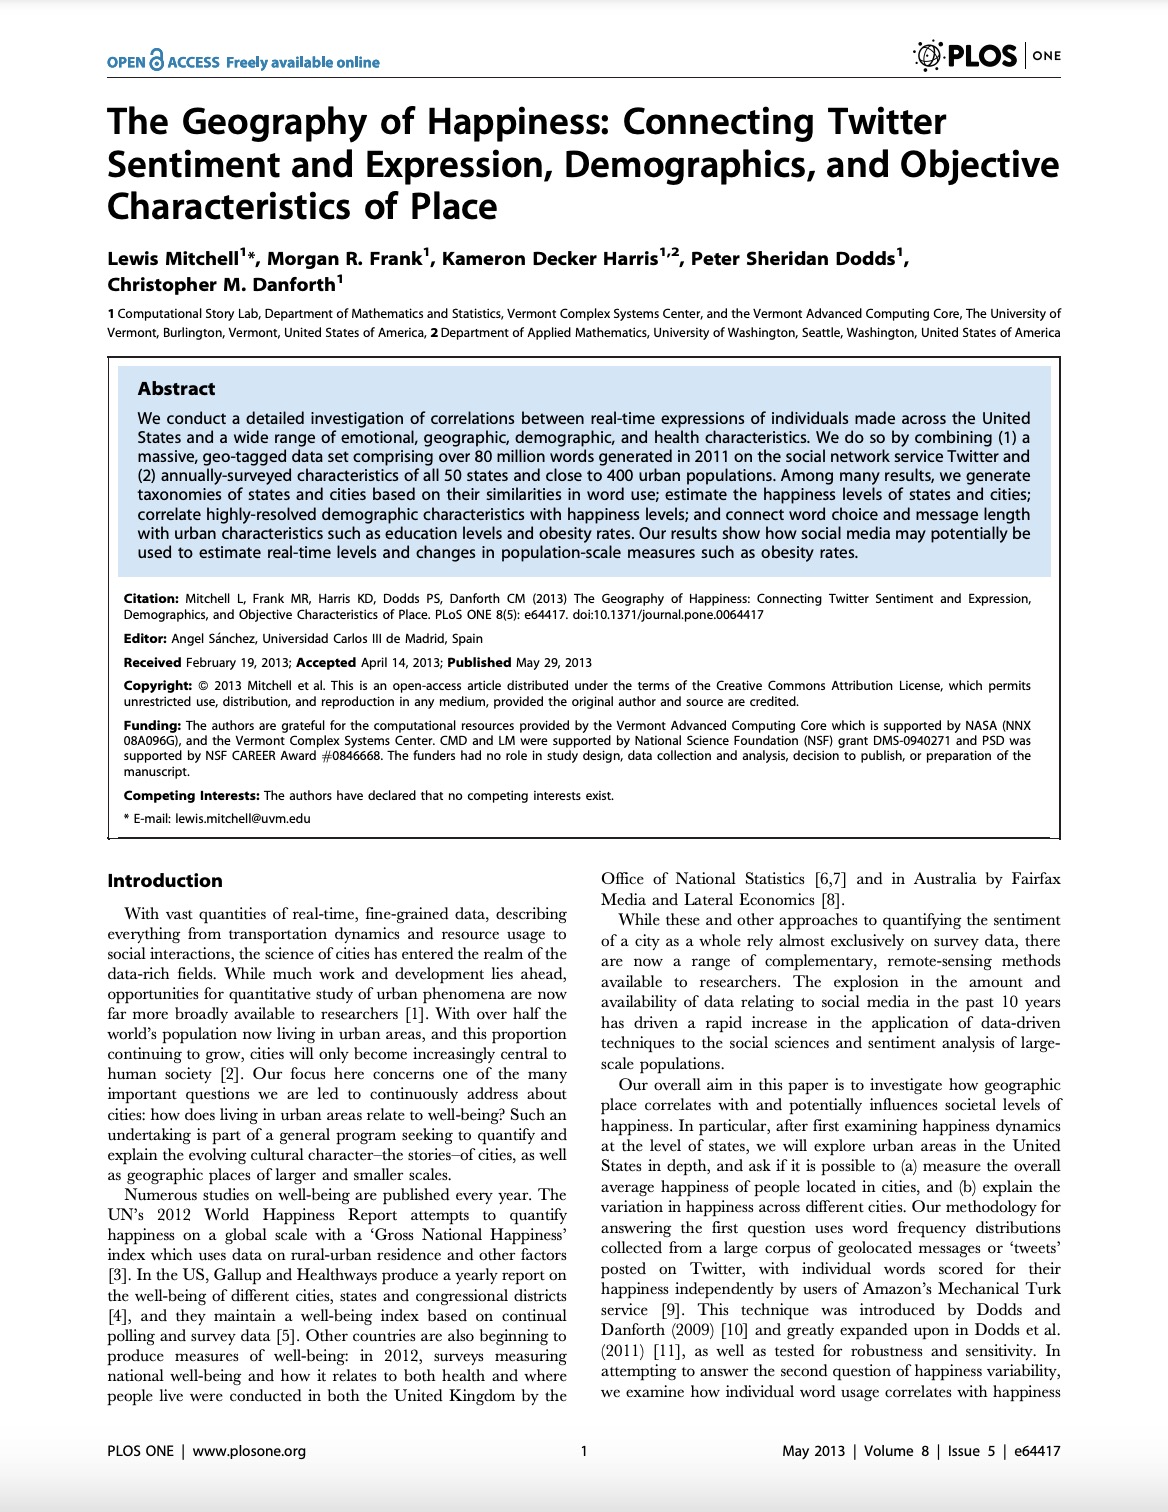 OPEN ACCESS Freely available online
PLOS ONE
The Geography of Happiness: Connecting Twitter
Sentiment and Expression, Demographics, and Objective
Characteristics of Place
Lewis Mitchell1*, Morgan R. Frank1, Kameron Decker Harris1,2, Peter Sheridan Dodds1,
Christopher M. Danforth1
1 Computational Story Lab, Department of Mathematics and Statistics, Vermont Complex Systems Center, and the Vermont Advanced Computing Core, The University of
Vermont, Burlington, Vermont, United States of America, 2 Department of Applied Mathematics, University of Washington, Seattle, Washington, United States of America
Abstract
We conduct a detailed investigation of correlations between real-time expressions of individuals made across the United
States and a wide range of emotional, geographic, demographic, and health characteristics. We do so by combining (1) a
massive, geo-tagged data set comprising over 80 million words generated in 2011 on the social network service Twitter and
(2) annually-surveyed characteristics of all 50 states and close to 400 urban populations. Among many results, we generate
taxonomies of states and cities based on their similarities in word use; estimate the happiness levels of states and cities;
correlate highly-resolved demographic characteristics with happiness levels; and connect word choice and message length
with urban characteristics such as education levels and obesity rates. Our results show how social media may potentially be
used to estimate real-time levels and changes in population-scale measures such as obesity rates.
Citation: Mitchell L, Frank MR, Harris KD, Dodds PS, Danforth CM (2013) The Geography of Happiness: Connecting Twitter Sentiment and Expression,
Demographics, and Objective Characteristics of Place. PLoS ONE 8(5): e64417. doi:10.1371/journal.pone.0064417
Editor: Angel Sánchez, Universidad Carlos III de Madrid, Spain
Received February 19, 2013; Accepted April 14, 2013; Published May 29, 2013
Copyright: © 2013 Mitchell et al. This is an open-access article distributed under the terms of the Creative Commons Attribution License, which permits
unrestricted use, distribution, and reproduction in any medium, provided the original author and source are credited.
Funding: The authors are grateful for the computational resources provided by the Vermont Advanced Computing Core which is supported by NASA (NNX
08A096G), and the Vermont Complex Systems Center. CMD and LM were supported by National Science Foundation (NSF) grant DMS-0940271 and PSD was
supported by NSF CAREER Award #0846668. The funders had no role in study design, data collection and analysis, decision to publish, or preparation of the
manuscript.
Competing Interests: The authors have declared that no competing interests exist.
* E-mail: lewis.mitchell@uvm.edu
Introduction
With vast quantities of real-time, fine-grained data, describing
everything from transportation dynamics and resource usage to
social interactions, the science of cities has entered the realm of the
data-rich fields. While much work and development lies ahead,
opportunities for quantitative study of urban phenomena are now
far more broadly available to researchers [1]. With over half the
world's population now living in urban areas, and this proportion
continuing to grow, cities will only become increasingly central to
human society [2]. Our focus here concerns one of the many
important questions we are led to continuously address about
cities: how does living in urban areas relate to well-being? Such an
undertaking is part of a general program seeking to quantify and
explain the evolving cultural character–the stories–of cities, as well
as geographic places of larger and smaller scales.
Numerous studies on well-being are published every year. The
UN's 2012 World Happiness Report attempts to quantify
happiness on a global scale with a ‘Gross National Happiness’
index which uses data on rural-urban residence and other factors
[3]. In the US, Gallup and Healthways produce a yearly report on
the well-being of different cities, states and congressional districts
[4], and they maintain a well-being index based on continual
polling and survey data [5]. Other countries are also beginning to
produce measures of well-being: in 2012, surveys measuring
national well-being and how it relates to both health and where
people live were conducted in both the United Kingdom by the
Office of National Statistics [6,7] and in Australia by Fairfax
Media and Lateral Economics [8].
While these and other approaches to quantifying the sentiment
of a city as a whole rely almost exclusively on survey data, there
are now a range of complementary, remote-sensing methods
available to researchers. The explosion in the amount and
availability of data relating to social media in the past 10 years
has driven a rapid increase in the application of data-driven
techniques to the social sciences and sentiment analysis of large-
scale populations.
Our overall aim in this paper is to investigate how geographic
place correlates with and potentially influences societal levels of
happiness. In particular, after first examining happiness dynamics
at the level of states, we will explore urban areas in the United
States in depth, and ask if it is possible to (a) measure the overall
average happiness of people located in cities, and (b) explain the
variation in happiness across different cities. Our methodology for
answering the first question uses word frequency distributions
collected from a large corpus of geolocated messages or ‘tweets’
posted on Twitter, with individual words scored for their
happiness independently by users of Amazon's Mechanical Turk
service [9]. This technique was introduced by Dodds and
Danforth (2009) [10] and greatly expanded upon in Dodds et al.
(2011) [11], as well as tested for robustness and sensitivity. In
attempting to answer the second question of happiness variability,
we examine how individual word usage correlates with happiness
PLOS ONE | www.plosone.org
1
May 2013 | Volume 8 | Issue 5 | e64417